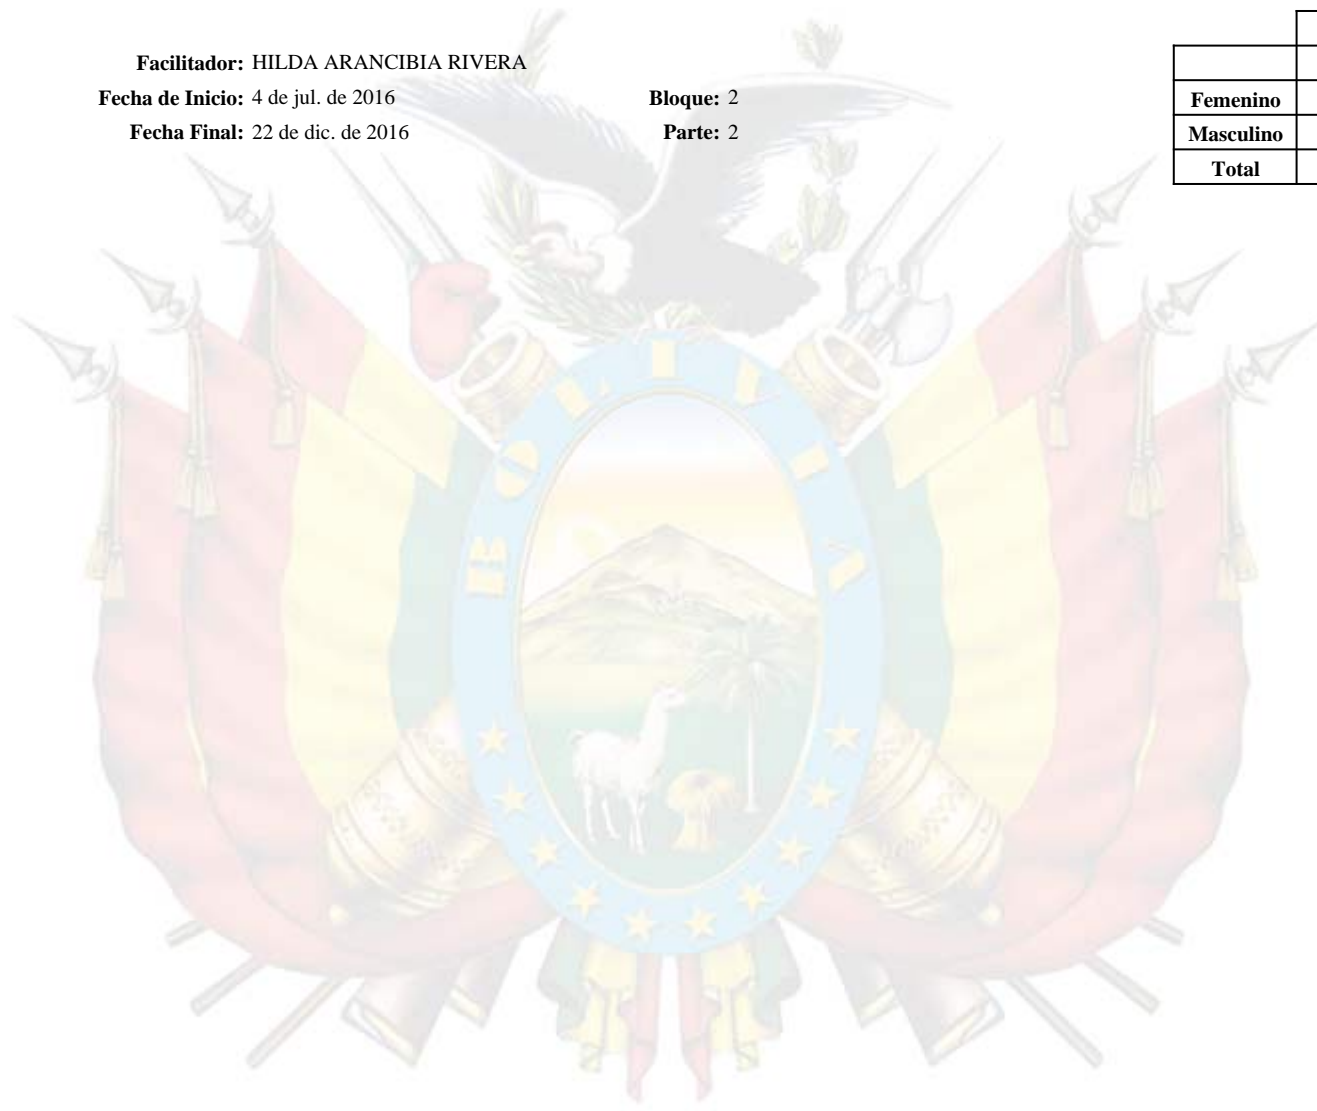 Facilitador: HILDA ARANCIBIA RIVERA
Fecha de Inicio: 4 de jul. de 2016 Bloque: 2
Fecha Final: 22 de dic. de 2016 Parte: 2
Femenino
Masculino
Total
BOLIVIA